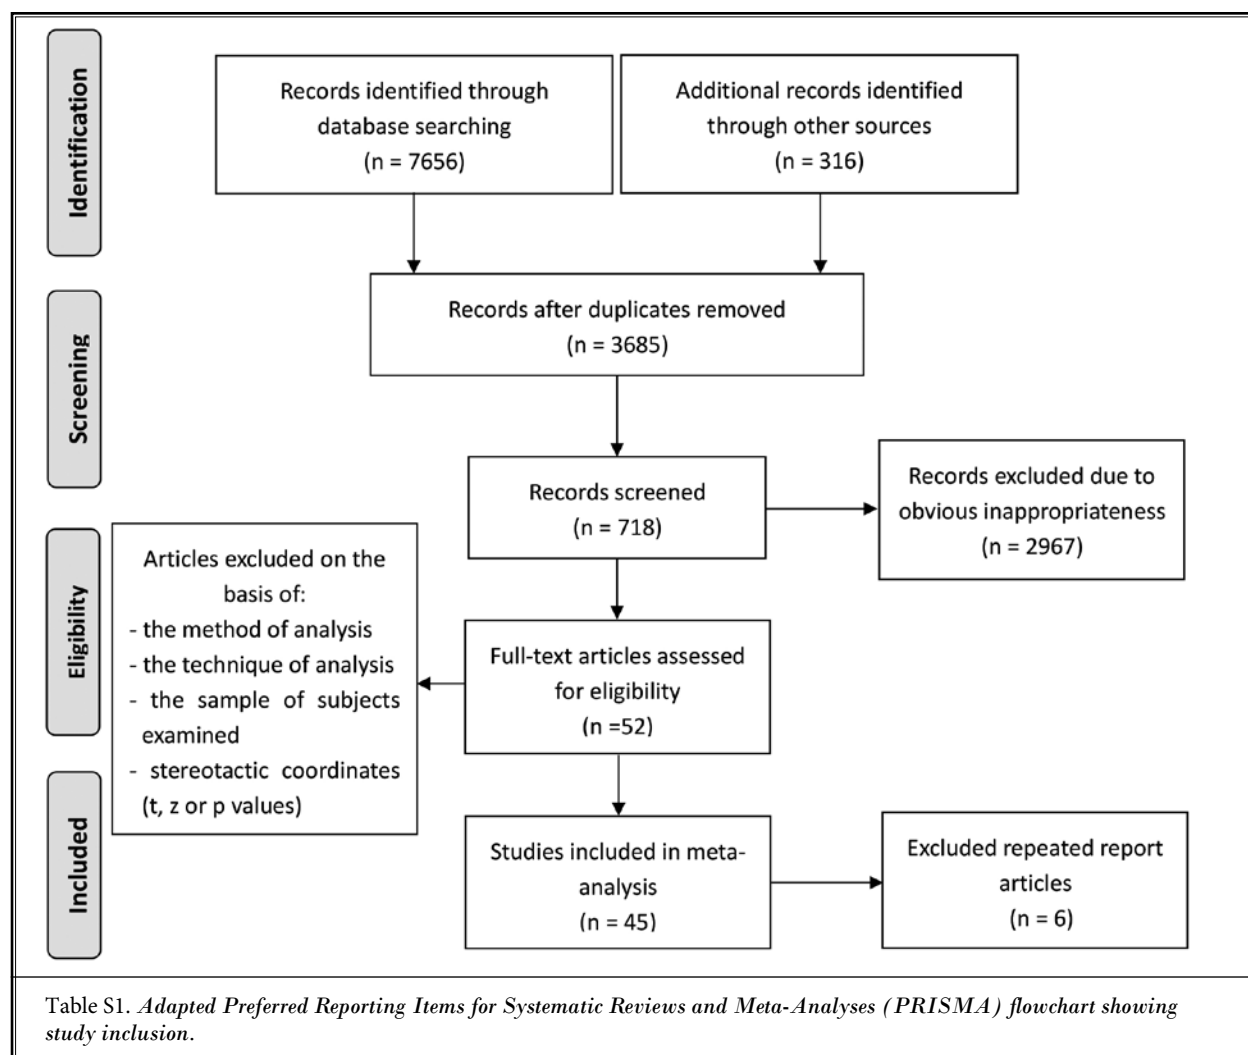 Identification
Records identified through
database searching
(n = 7656)
Additional records identified
through other sources
(n = 316)
Screening
Records after duplicates removed
(n = 3685)
Records screened
(n = 718)
Records excluded due to
obvious inappropriateness
(n = 2967)
Eligibility
Articles excluded on the
basis of:
- the method of analysis
- the technique of analysis
- the sample of subjects
examined
- stereotactic coordinates
(t, z or p values)
Full-text articles assessed
for eligibility
(n =52)
Included
Studies included in meta-
analysis
(n = 45)
Excluded repeated report
articles
(n = 6)
Table S1. Adapted Preferred Reporting Items for Systematic Reviews and Meta-Analyses (PRISMA) flowchart showing
study inclusion.